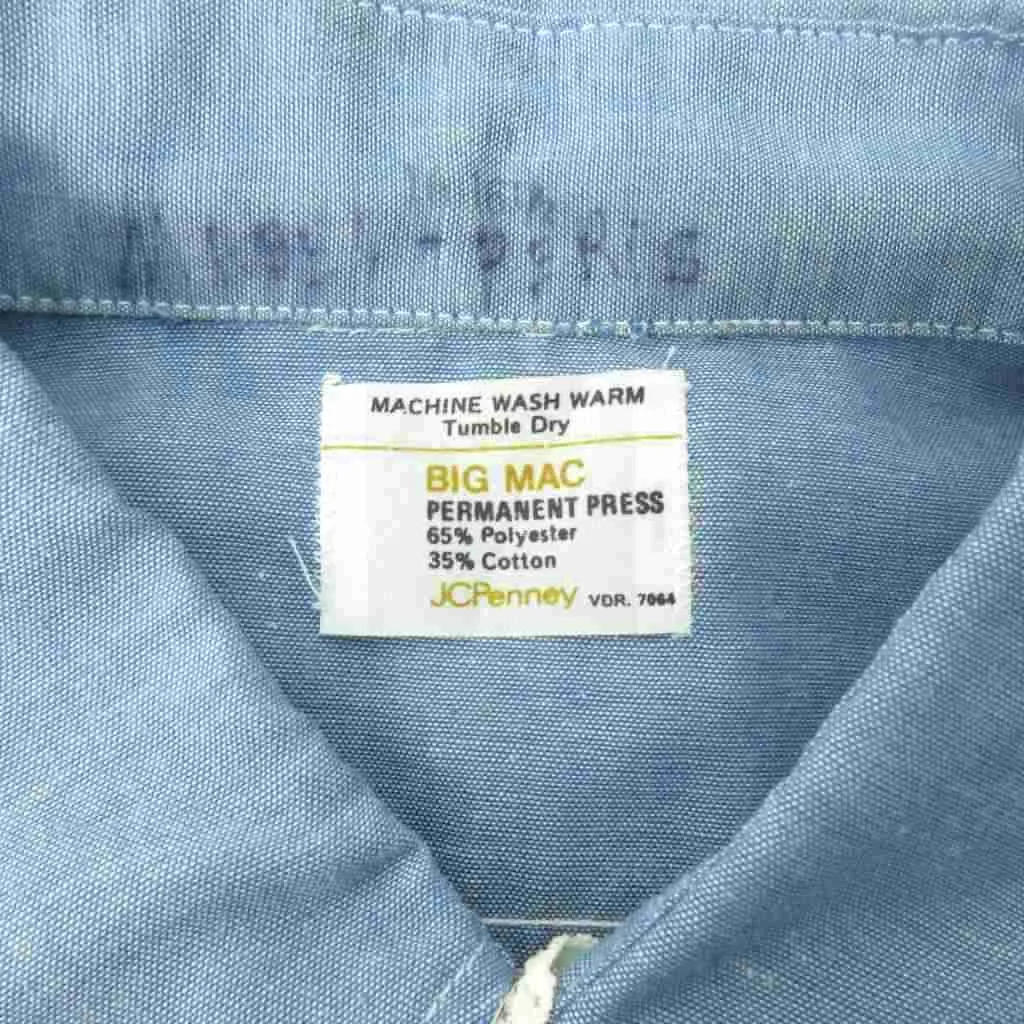 MACHINE WASH WARM
Tumble Dry
BIG MAC
PERMANENT PRESS
65% Polyester
35% Cotton
JCPenney VDR. 7064